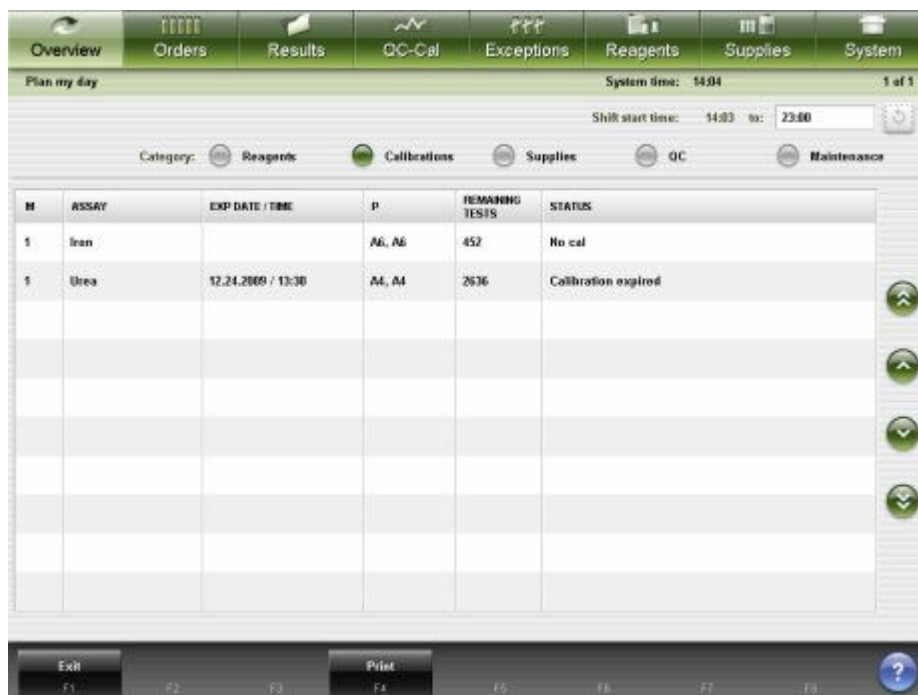 Overview Orders Results QC-Cal Exceptions Reagents Supplies System
Plan my day System time: 14:04 1 of 1
Shift start time: 14:03 to: 23:00
Category: Reagents Calibrations Supplies QC Maintenance
M ASSAY EXP DATE / TIME P REMAINING TESTS STATUS
1 Iron A6, A6 452 No cal
1 Urea 12.24.2009 / 13:30 A4, A4 2636 Calibration expired
Exit Print ?
F1 F2 F3 F4 F5 F6 F7 F8